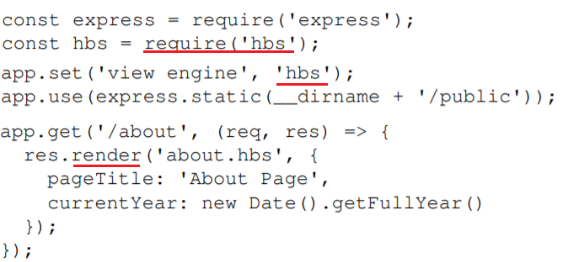 const express = require('express');
const hbs = require('hbs');
app.set('view engine', 'hbs');
app.use(express.static(__dirname + '/public'));
app.get('/about', (req, res) => {
  res.render('about.hbs', {
    pageTitle: 'About Page',
    currentYear: new Date().getFullYear()
  });
});